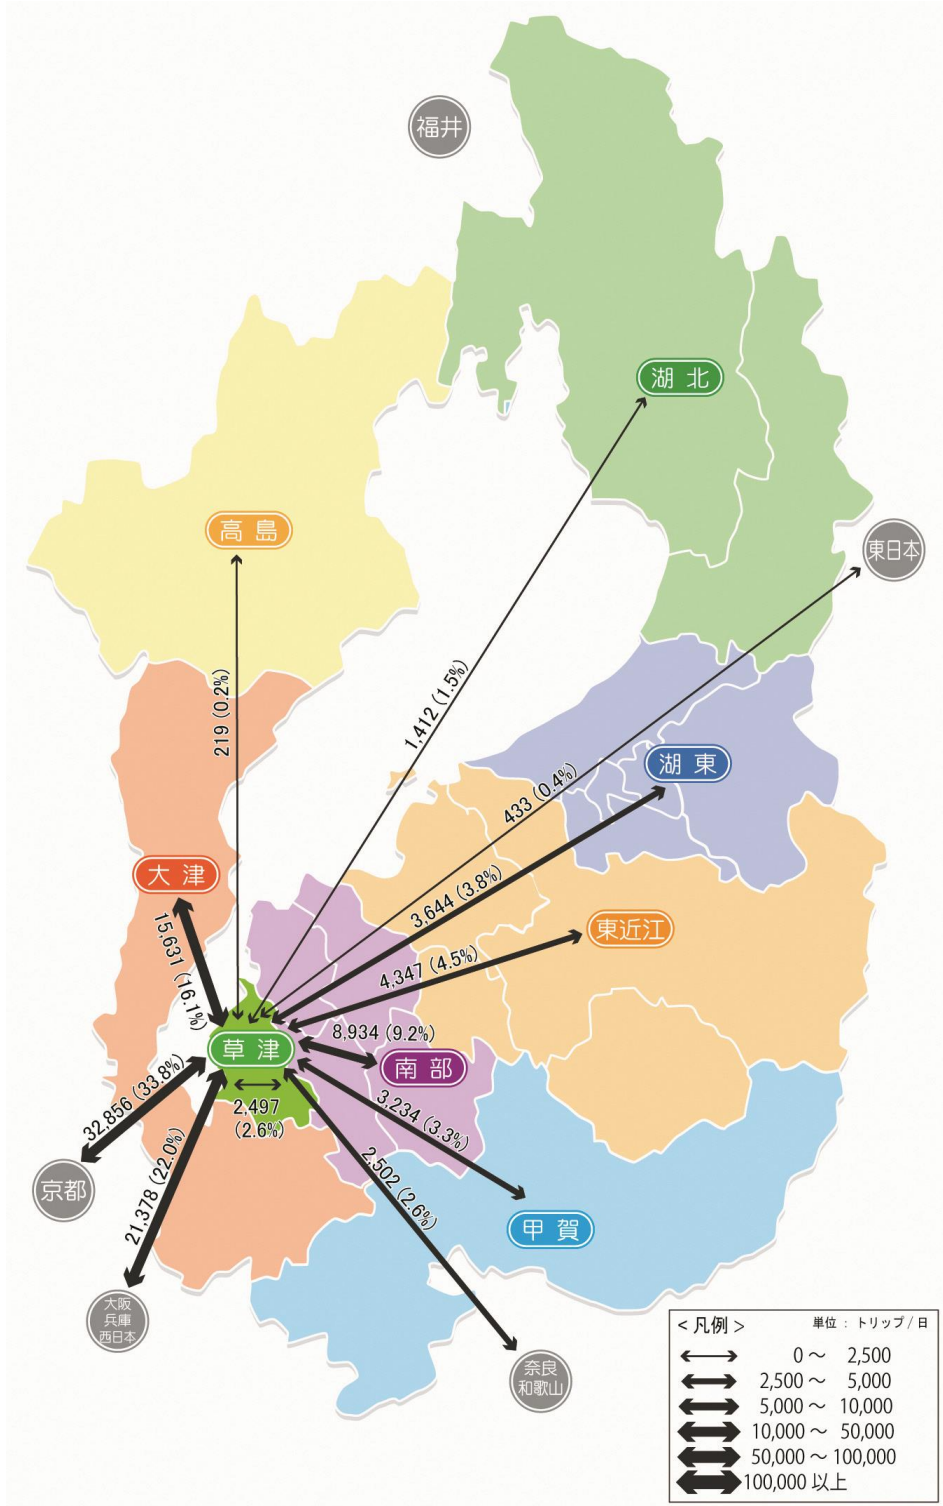 福井
湖 北
高 島
東日本
219 (0.2%)
1,412 (1.5%)
433 (0.4%)
湖 東
大 津
15,631 (16.1%)
3,644 (3.8%)
東近江
4,347 (4.5%)
8,934 (9.2%)
草 津
南 部
2,497
(2.6%)
3,234 (3.3%)
32,856 (33.8%)
2,502 (2.6%)
京都
21,378 (22.0%)
甲 賀
大阪
兵庫
西日本
奈良
和歌山
＜凡例＞ 単位 : トリップ / 日
0 ～ 2,500
2,500 ～ 5,000
5,000 ～ 10,000
10,000 ～ 50,000
50,000 ～ 100,000
100,000 以上